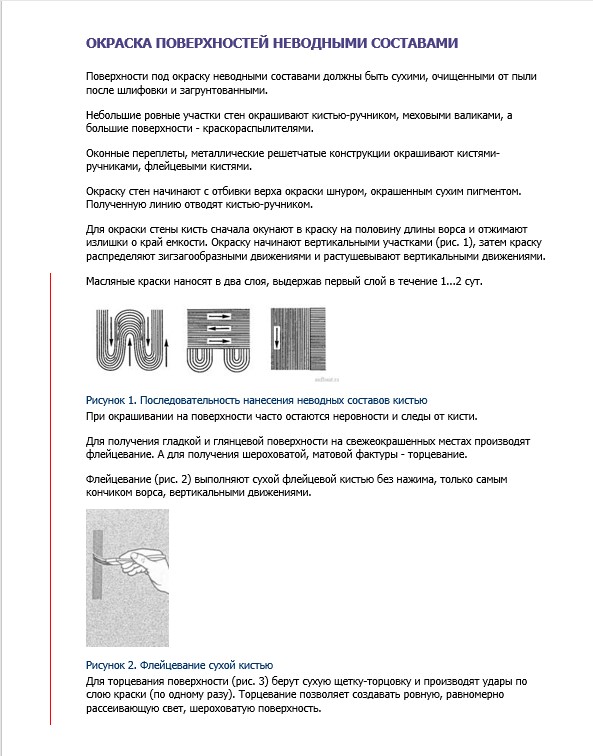 ОКРАСКА ПОВЕРХНОСТЕЙ НЕВОДНЫМИ СОСТАВАМИ
Поверхности под окраску неводными составами должны быть сухими, очищенными от пыли
после шлифовки и загрунтованными.
Небольшие ровные участки стен окрашивают кистью-ручником, меховыми валиками, а
большие поверхности - краскораспылителями.
Оконные переплеты, металлические решетчатые конструкции окрашивают кистями-
ручниками, флейцевыми кистями.
Окраску стен начинают с отбивки верха окраски шнуром, окрашенным сухим пигментом.
Полученную линию отводят кистью-ручником.
Для окраски стены кисть сначала окунают в краску на половину длины ворса и отжимают
излишки о край емкости. Окраску начинают вертикальными участками (рис. 1), затем краску
распределяют зигзагообразными движениями и растушевывают вертикальными движениями.
Масляные краски наносят в два слоя, выдержав первый слой в течение 1...2 сут.
Рисунок 1. Последовательность нанесения неводных составов кистью
При окрашивании на поверхности часто остаются неровности и следы от кисти.
Для получения гладкой и глянцевой поверхности на свежеокрашенных местах производят
флейцевание. А для получения шероховатой, матовой фактуры - торцевание.
Флейцевание (рис. 2) выполняют сухой флейцевой кистью без нажима, только самым
кончиком ворса, вертикальными движениями.
Рисунок 2. Флейцевание сухой кистью
Для торцевания поверхности (рис. 3) берут сухую щетку-торцовку и производят удары по
слою краски (по одному разу). Торцевание позволяет создавать ровную, равномерно
рассеивающую свет, шероховатую поверхность.